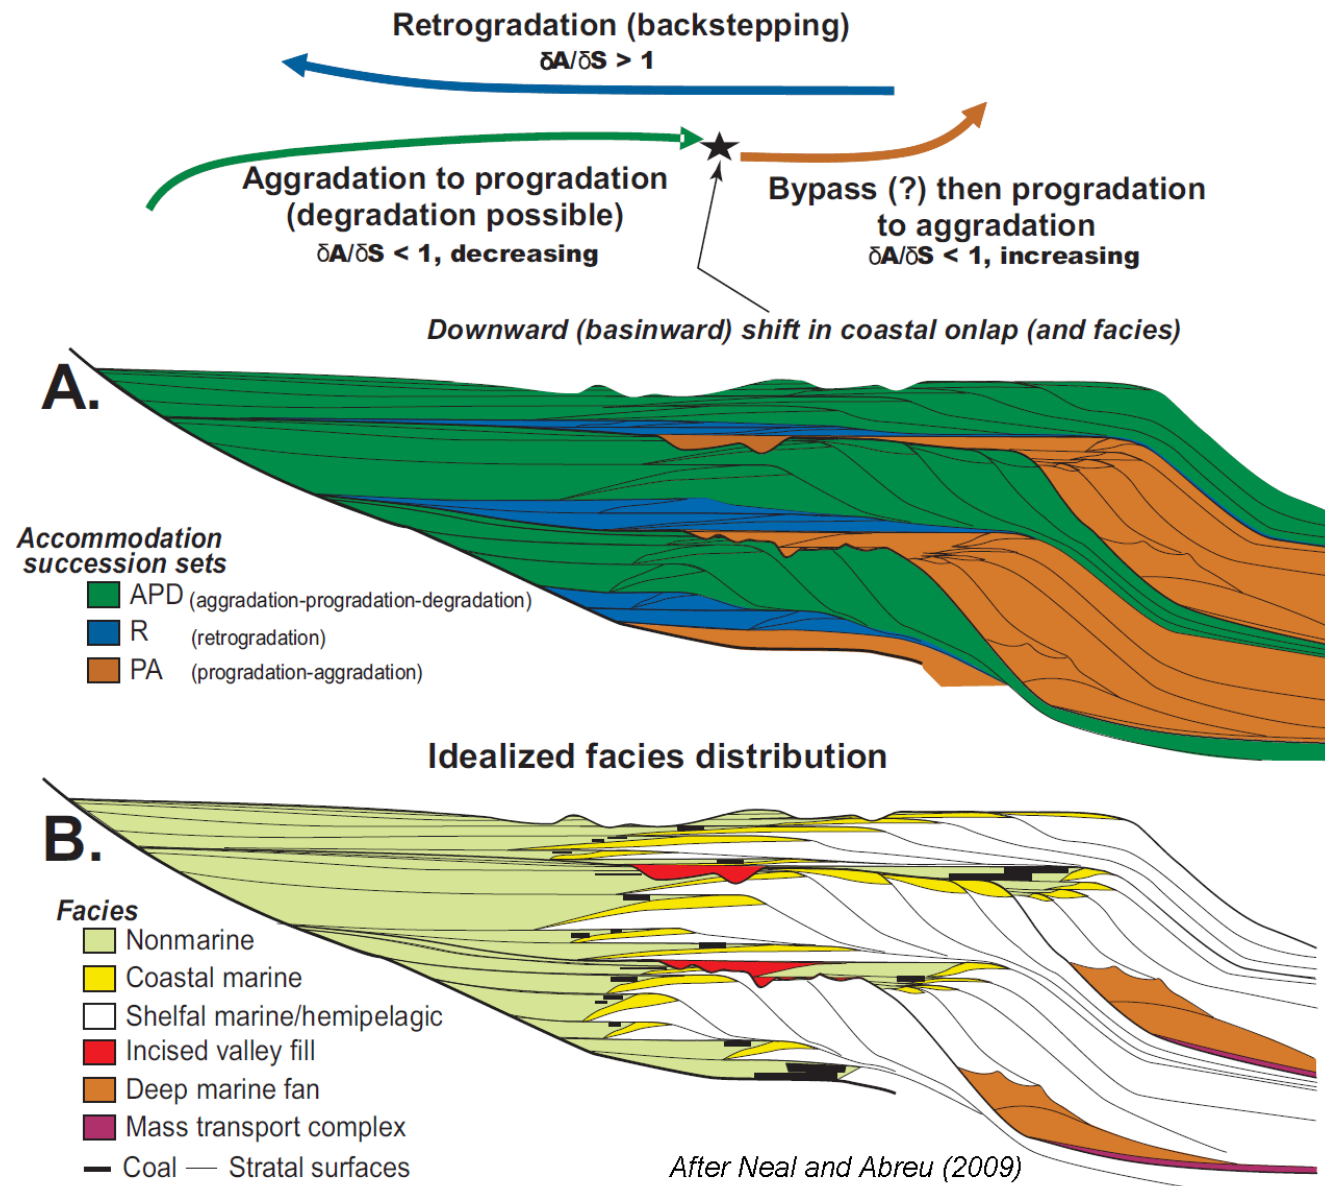 Retrogradation (backstepping)
δA/δS > 1
Aggradation to progradation
(degradation possible)
δA/δS < 1, decreasing
Bypass (?) then progradation
to aggradation
δA/δS < 1, increasing
Downward (basinward) shift in coastal onlap (and facies)
A.
Accommodation
succession sets
APD (aggradation-progradation-degradation)
R (retrogradation)
PA (progradation-aggradation)
Idealized facies distribution
B.
Facies
Nonmarine
Coastal marine
Shelfal marine/hemipelagic
Incised valley fill
Deep marine fan
Mass transport complex
Coal — Stratal surfaces
After Neal and Abreu (2009)